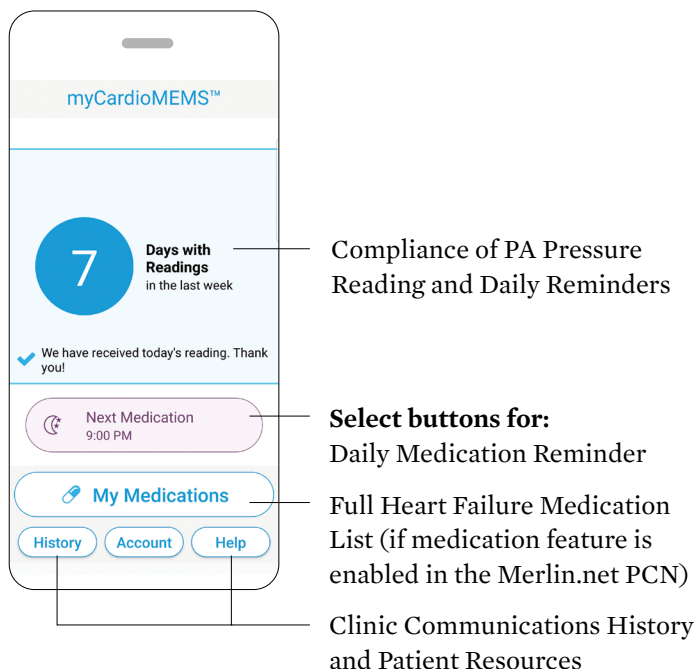 myCardioMEMS™
7
Days with
Readings
in the last week
We have received today's reading. Thank
you!
Next Medication
9:00 PM
My Medications
History
Account
Help
Compliance of PA Pressure
Reading and Daily Reminders
Select buttons for:
Daily Medication Reminder
Full Heart Failure Medication
List (if medication feature is
enabled in the Merlin.net PCN)
Clinic Communications History
and Patient Resources